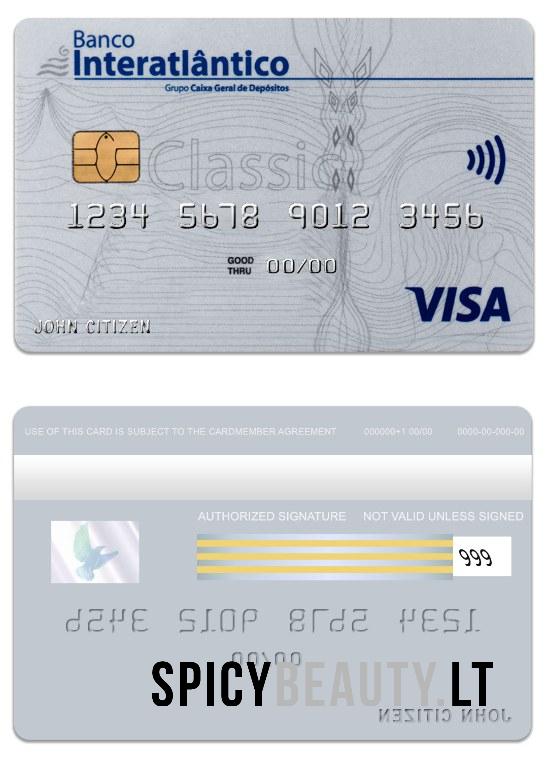 Banco
Interatlântico
Grupo Caixa Geral de Depósitos
Classic
1234 5678 9012 3456
GOOD THRU 00/00
VISA
JOHN CITIZEN
USE OF THIS CARD IS SUBJECT TO THE CARDMEMBER AGREEMENT 000000+1 00/00 0000-00-000-00
AUTHORIZED SIGNATURE NOT VALID UNLESS SIGNED
999
1234 5678 9012 3456
00/00
SPICYBEAUTY.LT
JOHN CITIZEN